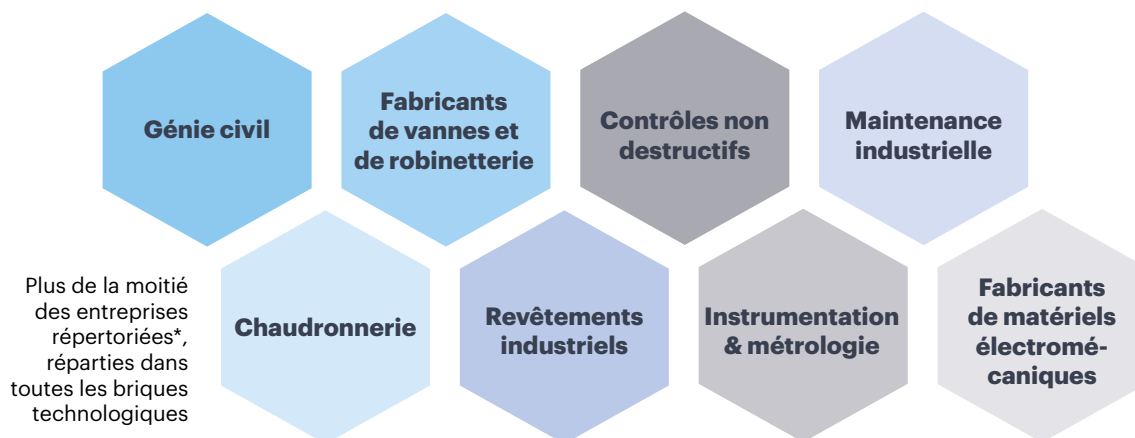 Génie civil
Fabricants
de vannes et
de robinetterie
Contrôles non
destructifs
Maintenance
industrielle
Plus de la moitié
des entreprises
répertoriées*,
réparties dans
toutes les briques
technologiques
Chaudronnerie
Revêtements
industriels
Instrumentation
& métrologie
Fabricants
de matériels
électromé-
caniques